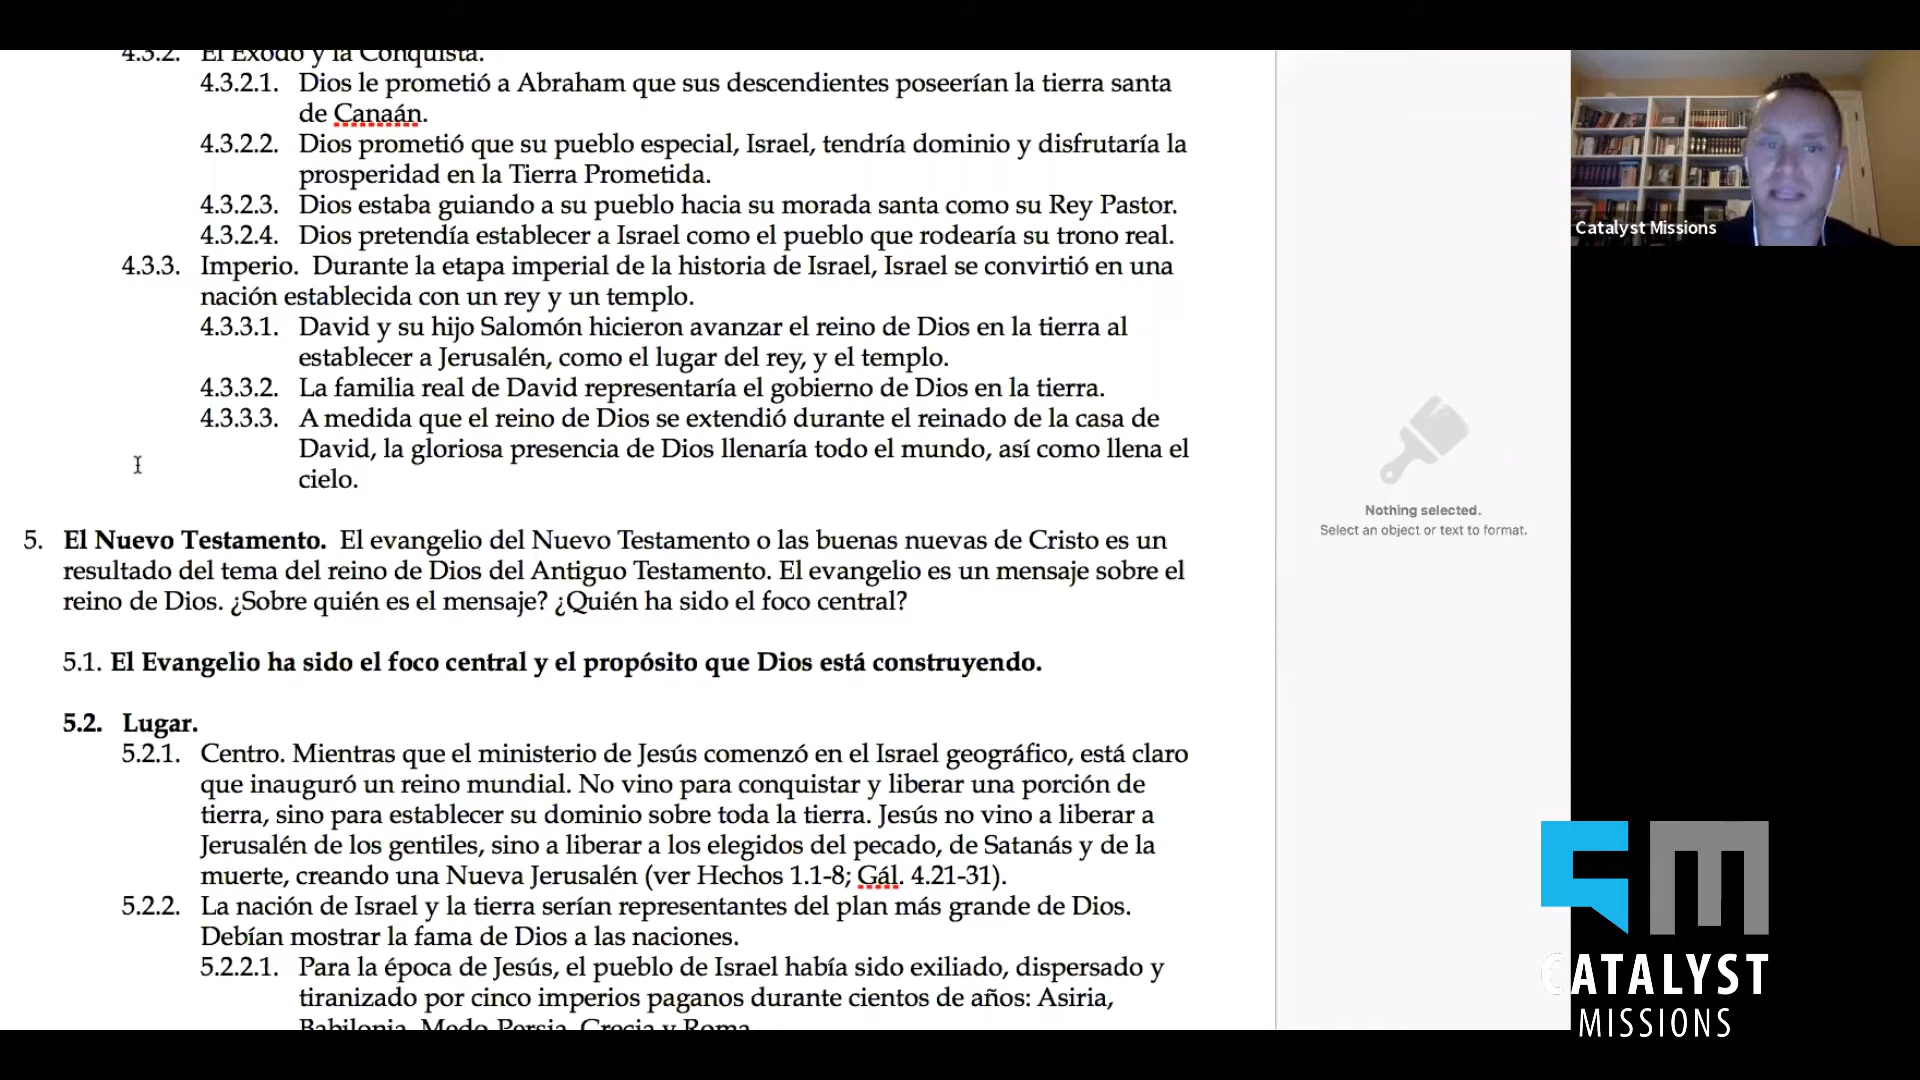 4.3.2. El Éxodo y la Conquista.
4.3.2.1. Dios le prometió a Abraham que sus descendientes poseerían la tierra santa
de Canaán.
4.3.2.2. Dios prometió que su pueblo especial, Israel, tendría dominio y disfrutaría la
prosperidad en la Tierra Prometida.
4.3.2.3. Dios estaba guiando a su pueblo hacia su morada santa como su Rey Pastor.
4.3.2.4. Dios pretendía establecer a Israel como el pueblo que rodearía su trono real.
4.3.3. Imperio. Durante la etapa imperial de la historia de Israel, Israel se convirtió en una
nación establecida con un rey y un templo.
4.3.3.1. David y su hijo Salomón hicieron avanzar el reino de Dios en la tierra al
establecer a Jerusalén, como el lugar del rey, y el templo.
4.3.3.2. La familia real de David representaría el gobierno de Dios en la tierra.
4.3.3.3. A medida que el reino de Dios se extendió durante el reinado de la casa de
David, la gloriosa presencia de Dios llenaría todo el mundo, así como llena el
cielo.
5. El Nuevo Testamento. El evangelio del Nuevo Testamento o las buenas nuevas de Cristo es un
resultado del tema del reino de Dios del Antiguo Testamento. El evangelio es un mensaje sobre el
reino de Dios. ¿Sobre quién es el mensaje? ¿Quién ha sido el foco central?
5.1. El Evangelio ha sido el foco central y el propósito que Dios está construyendo.
5.2. Lugar.
5.2.1. Centro. Mientras que el ministerio de Jesús comenzó en el Israel geográfico, está claro
que inauguró un reino mundial. No vino para conquistar y liberar una porción de
tierra, sino para establecer su dominio sobre toda la tierra. Jesús no vino a liberar a
Jerusalén de los gentiles, sino a liberar a los elegidos del pecado, de Satanás y de la
muerte, creando una Nueva Jerusalén (ver Hechos 1.1-8; Gál. 4.21-31).
5.2.2. La nación de Israel y la tierra serían representantes del plan más grande de Dios.
Debían mostrar la fama de Dios a las naciones.
5.2.2.1. Para la época de Jesús, el pueblo de Israel había sido exiliado, dispersado y
tiranizado por cinco imperios paganos durante cientos de años: Asiria,
Babilonia, Medo-Persia, Grecia y Roma.
Nothing selected.
Select an object or text to format.
Catalyst Missions
CATALYST
MISSIONS